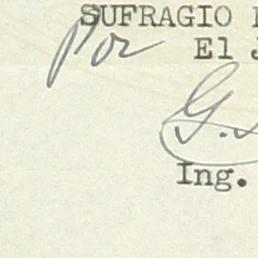 SUFRAGIO
Por El
G.
Ing.